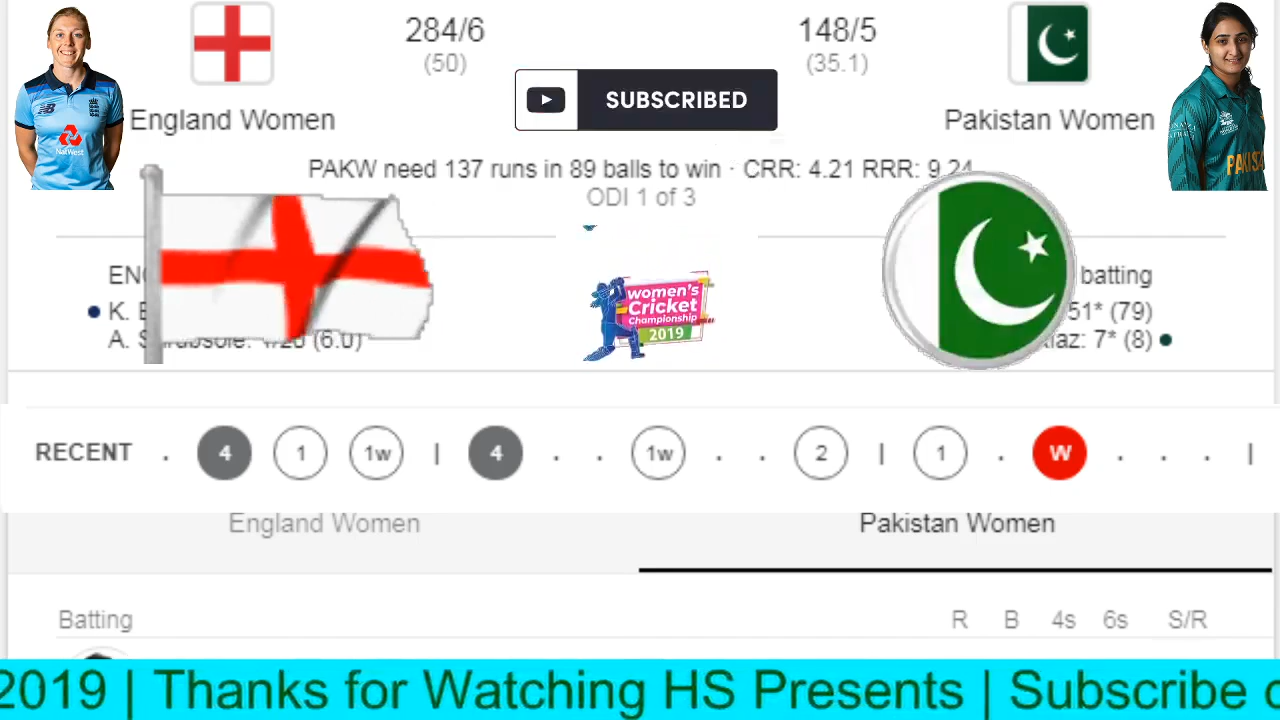 284/6
(50)
148/5
(35.1)
SUBSCRIBED
England Women
Pakistan Women
PAKW need 137 runs in 89 balls to win · CRR: 4.21 RRR: 9.24
ODI 1 of 3
batting
K.
51* (79)
A.
(6.0)
7* (8)
women's
Cricket
Championship
2019
RECENT . 4 1 1w | 4 . . 1w . . 2 | 1 . W . . . |
England Women
Pakistan Women
Batting R B 4s 6s S/R
2019 | Thanks for Watching HS Presents | Subscribe
NatWest